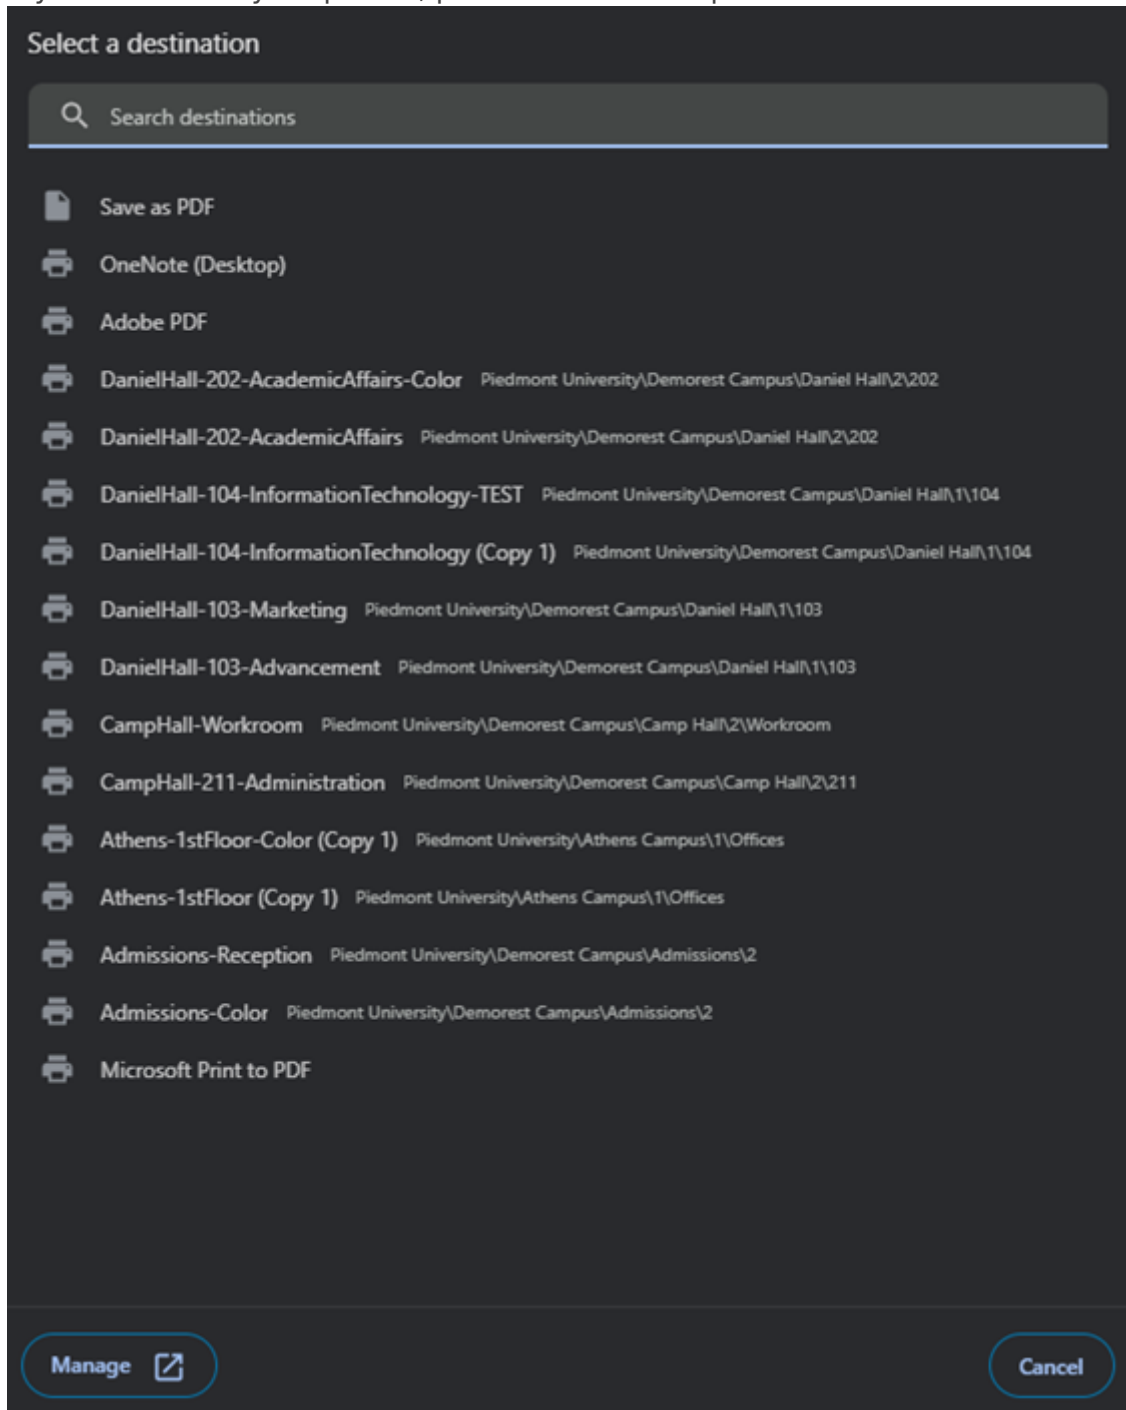 Select a destination
Search destinations
Save as PDF
OneNote (Desktop)
Adobe PDF
DanielHall-202-AcademicAffairs-Color Piedmont University\Demorest Campus\Daniel Hall\2\202
DanielHall-202-AcademicAffairs Piedmont University\Demorest Campus\Daniel Hall\2\202
DanielHall-104-InformationTechnology-TEST Piedmont University\Demorest Campus\Daniel Hall\1\104
DanielHall-104-InformationTechnology (Copy 1) Piedmont University\Demorest Campus\Daniel Hall\1\104
DanielHall-103-Marketing Piedmont University\Demorest Campus\Daniel Hall\1\103
DanielHall-103-Advancement Piedmont University\Demorest Campus\Daniel Hall\1\103
CampHall-Workroom Piedmont University\Demorest Campus\Camp Hall\2\Workroom
CampHall-211-Administration Piedmont University\Demorest Campus\Camp Hall\2\211
Athens-1stFloor-Color (Copy 1) Piedmont University\Athens Campus\1\Offices
Athens-1stFloor (Copy 1) Piedmont University\Athens Campus\1\Offices
Admissions-Reception Piedmont University\Demorest Campus\Admissions\2
Admissions-Color Piedmont University\Demorest Campus\Admissions\2
Microsoft Print to PDF
Manage
Cancel